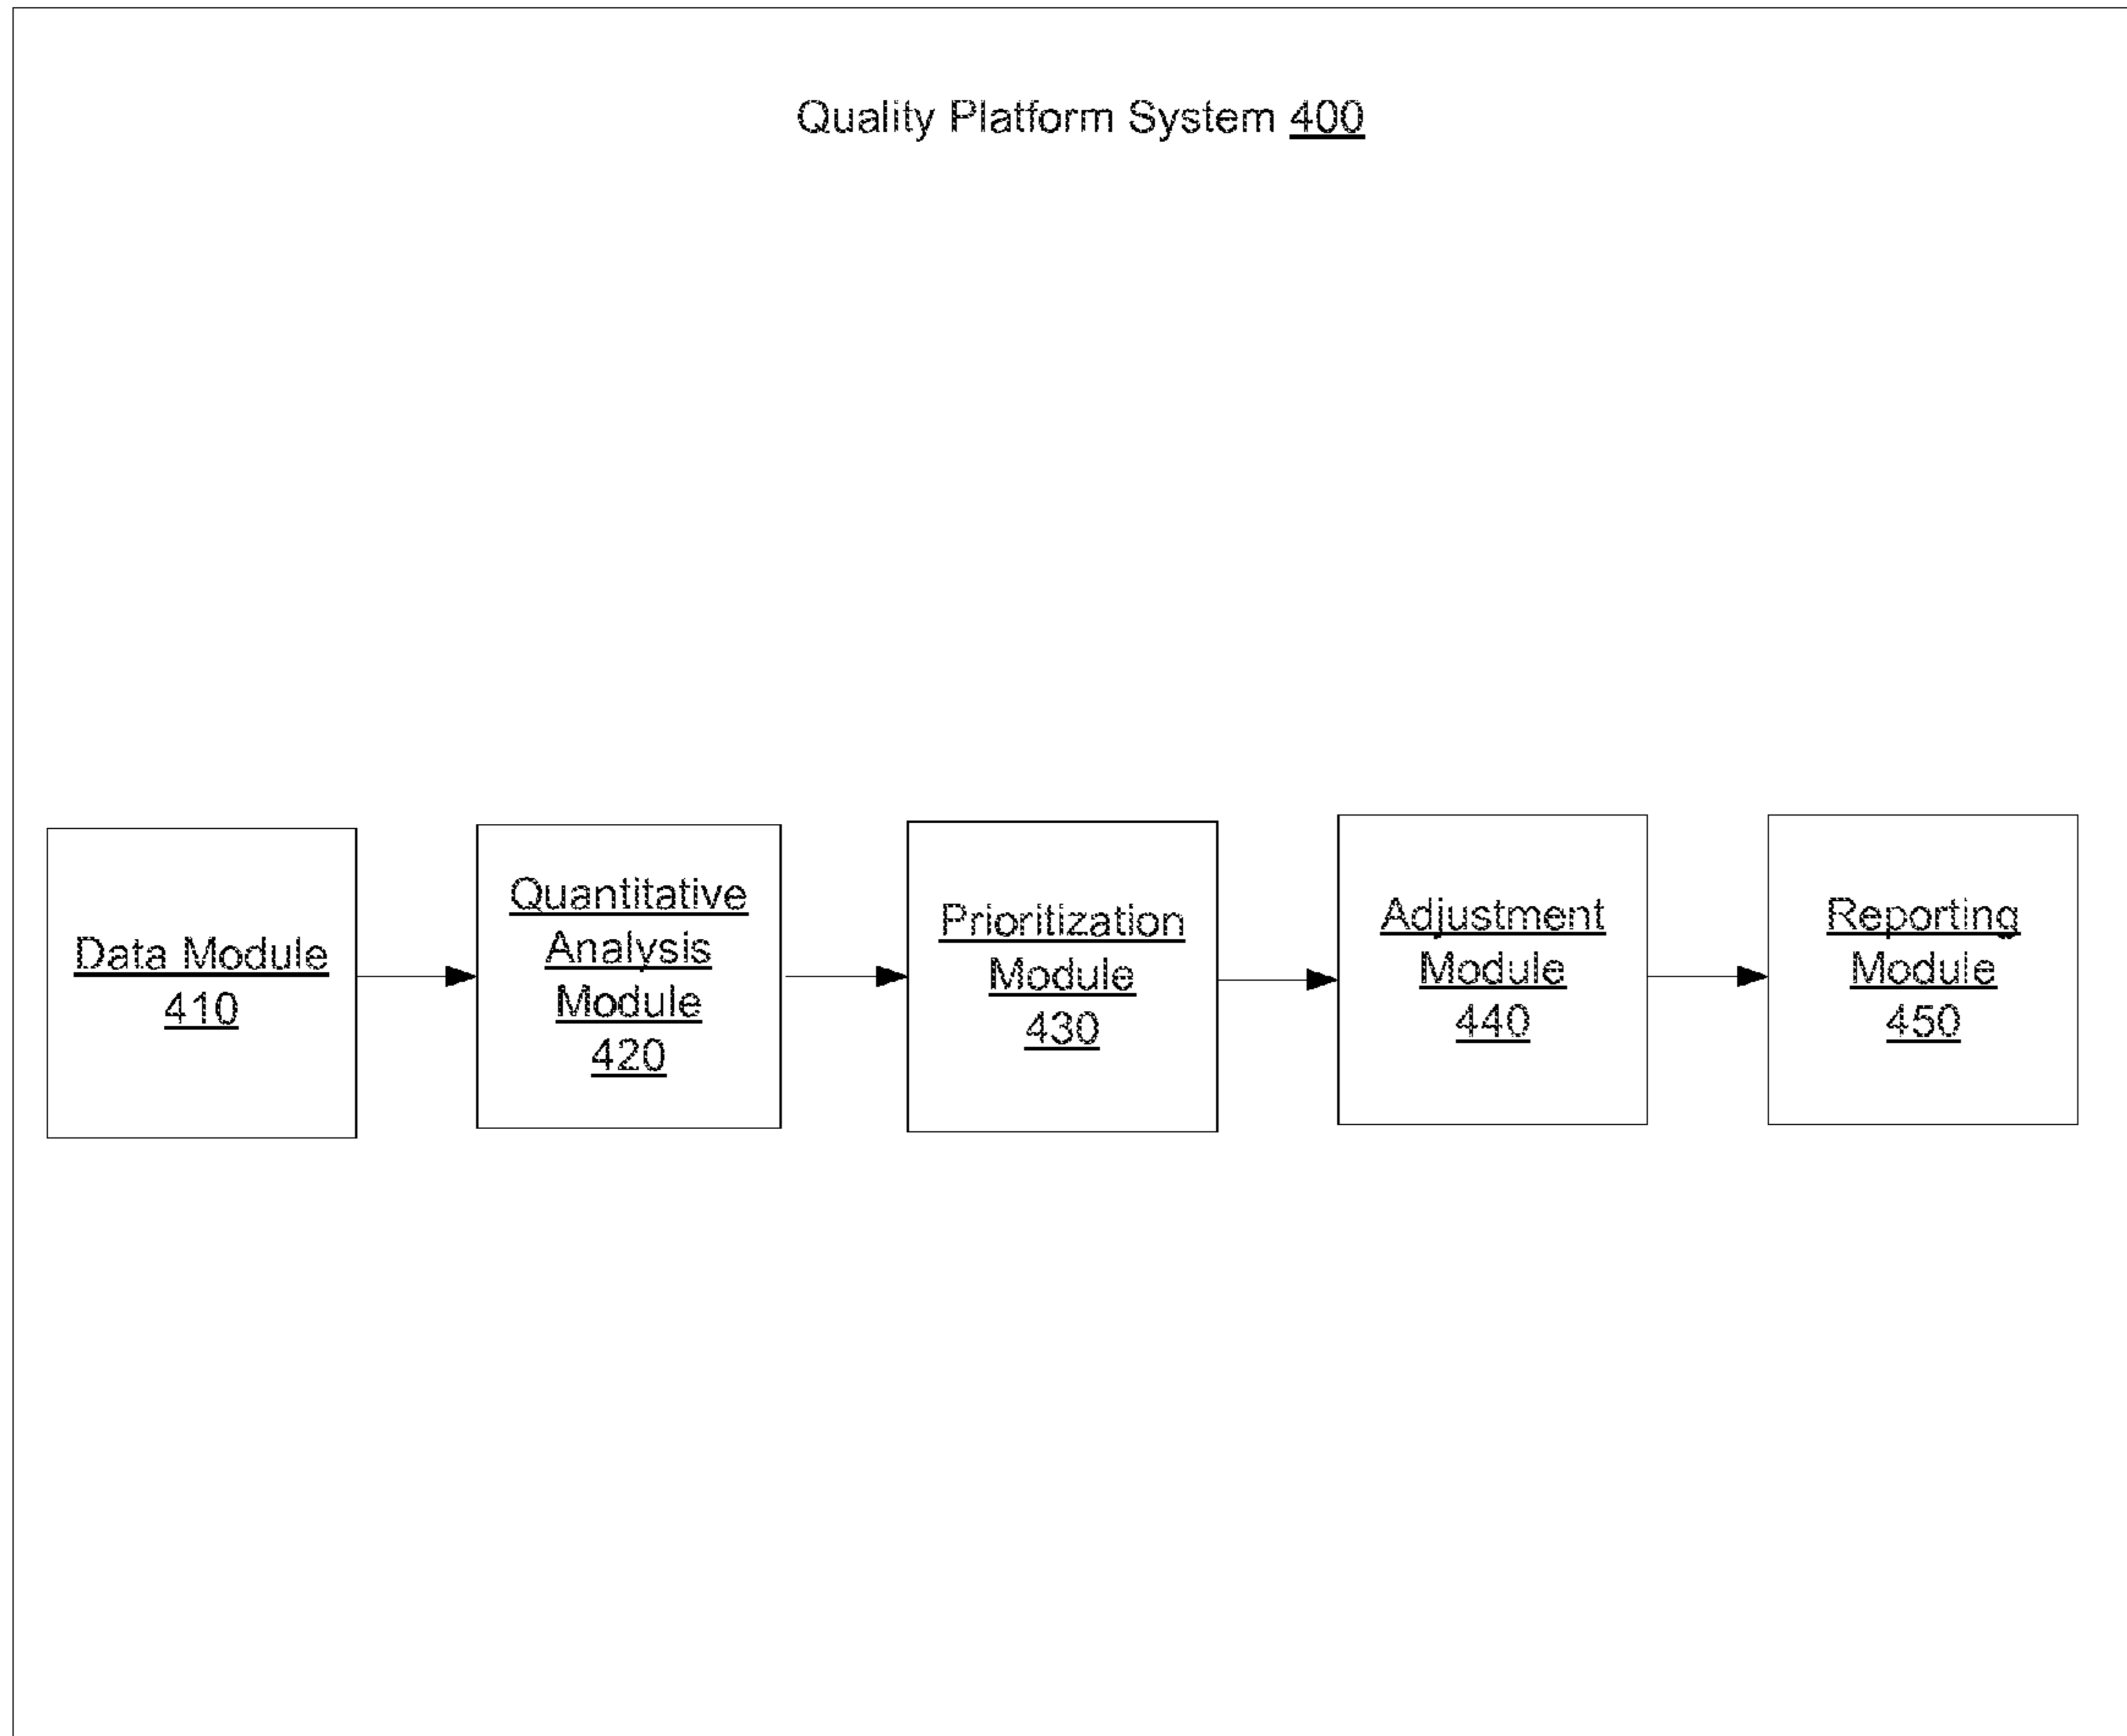 Quality Platform System 400
Data Module
410
Quantitative
Analysis
Module
420
Prioritization
Module
430
Adjustment
Module
440
Reporting
Module
450